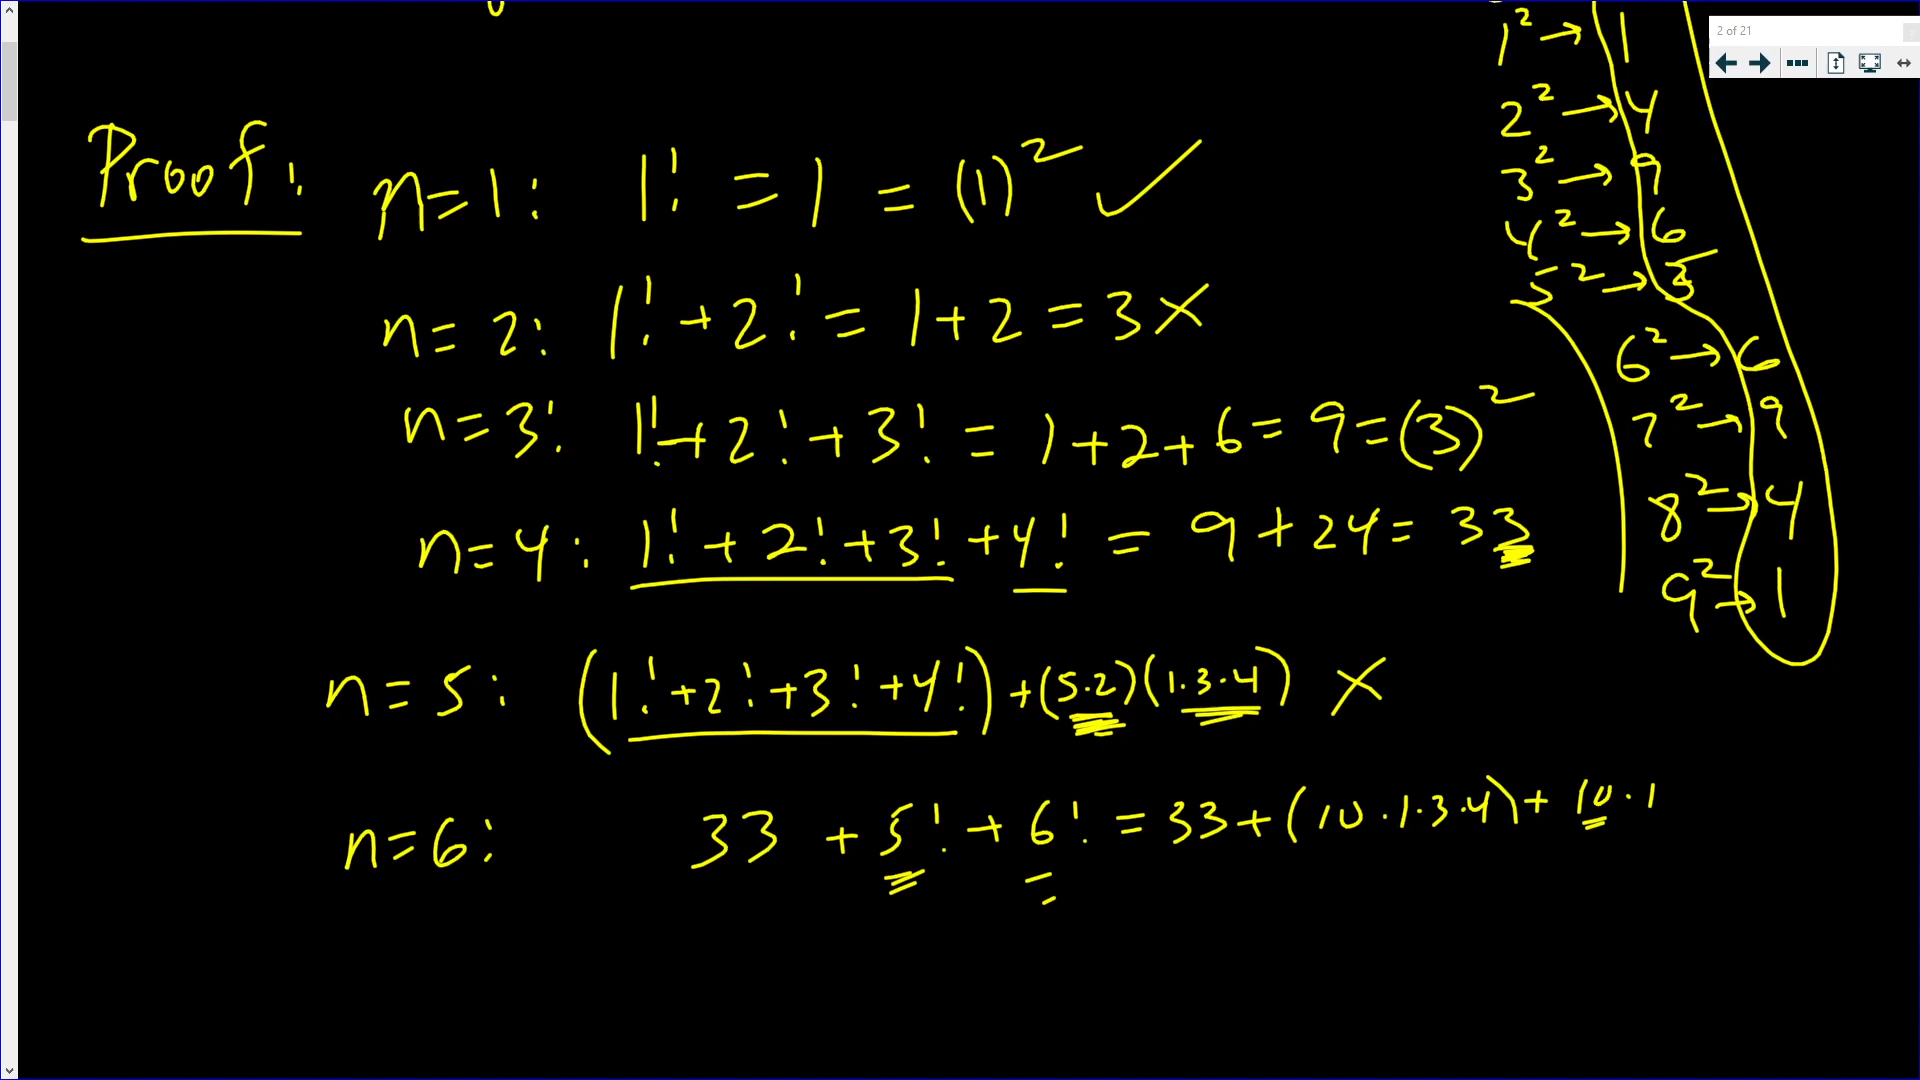 Proof: n=1: 1! = 1 = (1)² ✓
n=2: 1!+2! = 1+2 = 3 X
n=3: 1!+2!+3! = 1+2+6 = 9 = (3)²
n=4: 1!+2!+3!+4! = 9+24 = 33
n=5: (1!+2!+3!+4!)+(5·2)(1·3·4) X
n=6: 33+5!+6! = 33+(10·1·3·4)+10·1
1² → 1
2² → 4
3² → 9
4² → 6
5² → 5
6² → 6
7² → 9
8² → 4
9² → 1
2 of 21